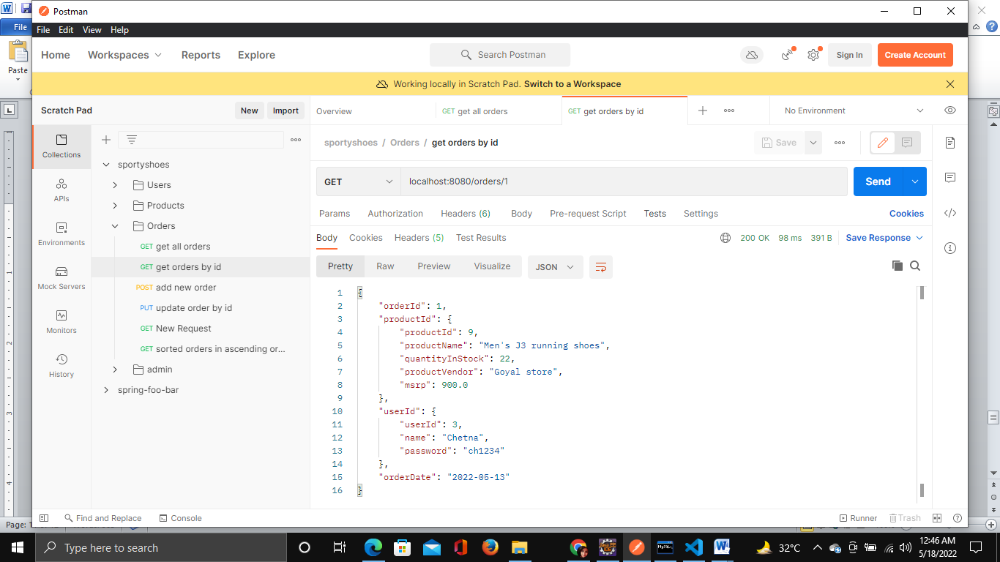 Postman
File Edit View Help
File
Paste
Home Workspaces Reports Explore Search Postman Sign In Create Account
Working locally in Scratch Pad. Switch to a Workspace
Scratch Pad New Import
Overview GET get all orders GET get orders by id No Environment
Collections
APIs
Environments
Mock Servers
Monitors
History
sportyshoes
Users
Products
Orders
GET get all orders
GET get orders by id
POST add new order
PUT update order by id
GET New Request
GET sorted orders in ascending or...
admin
spring-foo-bar
sportyshoes / Orders / get orders by id Save
GET localhost:8080/orders/1 Send
Params Authorization Headers (6) Body Pre-request Script Tests Settings Cookies
Body Cookies Headers (5) Test Results 200 OK 98 ms 391 B Save Response
Pretty Raw Preview Visualize JSON
1 {
2 "orderId": 1,
3 "productId": {
4 "productId": 9,
5 "productName": "Men's J3 running shoes",
6 "quantityInStock": 22,
7 "productVendor": "Goyal store",
8 "msrp": 900.0
9 },
10 "userId": {
11 "userId": 3,
12 "name": "Chetna",
13 "password": "ch1234"
14 },
15 "orderDate": "2022-05-13"
16 }
Find and Replace Console Runner Trash
Type here to search 32°C 12:46 AM
5/18/2022